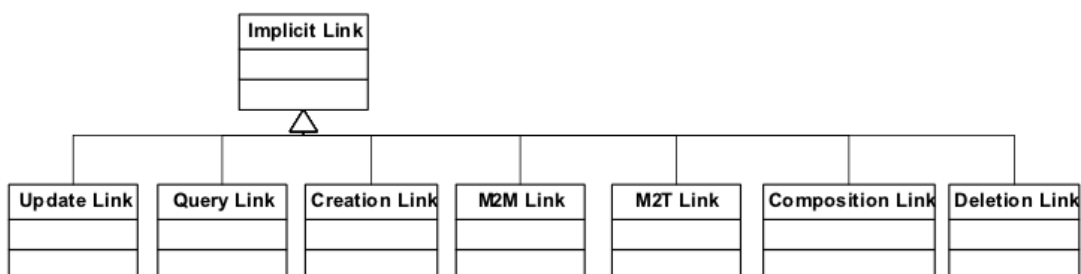 Implicit Link
Update Link
Query Link
Creation Link
M2M Link
M2T Link
Composition Link
Deletion Link